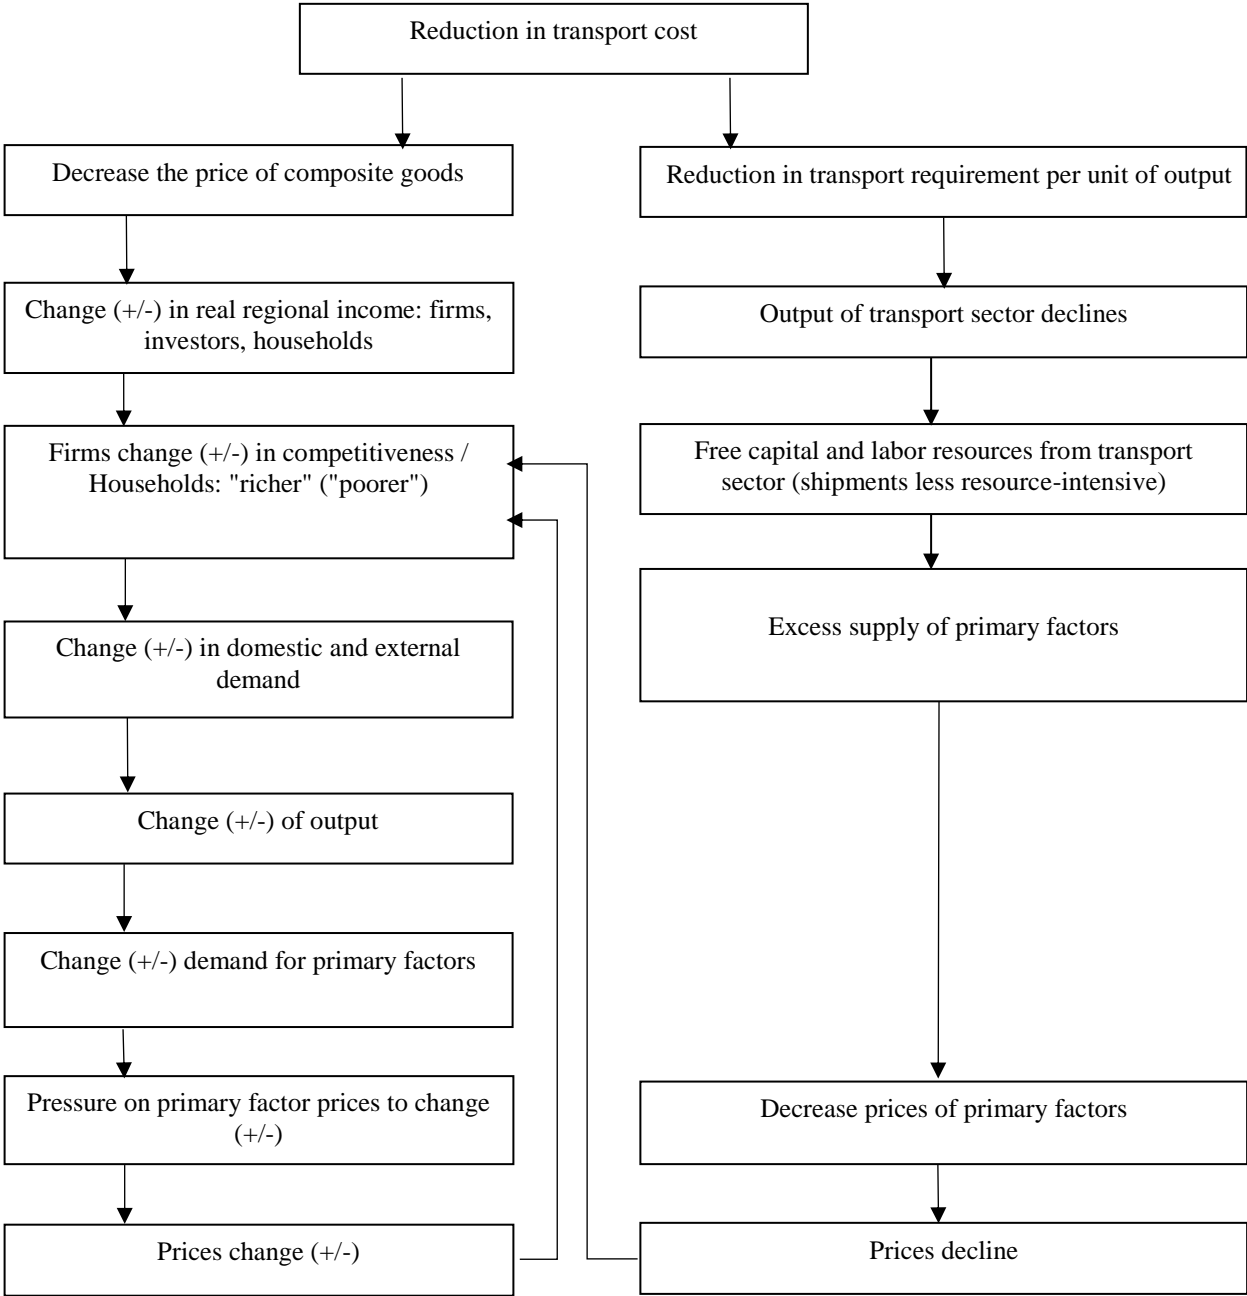 Reduction in transport cost
Decrease the price of composite goods
Change (+/-) in real regional income: firms,
investors, households
Firms change (+/-) in competitiveness /
Households: "richer" ("poorer")
Change (+/-) in domestic and external
demand
Change (+/-) of output
Change (+/-) demand for primary factors
Pressure on primary factor prices to change
(+/-)
Prices change (+/-)
Reduction in transport requirement per unit of output
Output of transport sector declines
Free capital and labor resources from transport
sector (shipments less resource-intensive)
Excess supply of primary factors
Decrease prices of primary factors
Prices decline